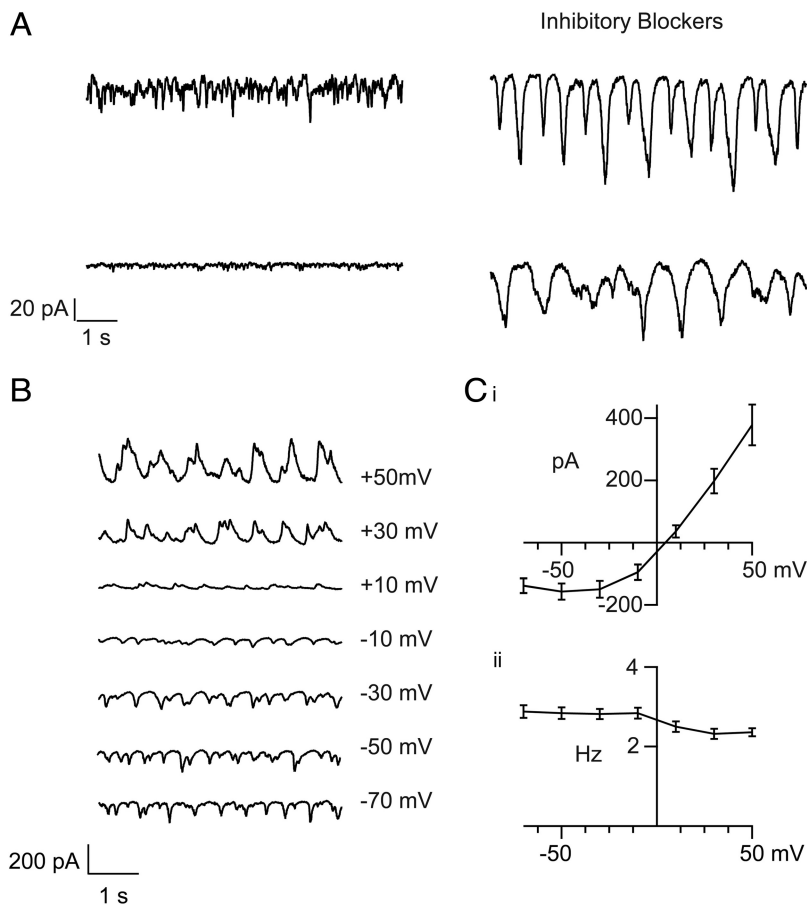 A
Inhibitory Blockers
20 pA
1 s
B
+50mV
+30 mV
+10 mV
-10 mV
-30 mV
-50 mV
-70 mV
200 pA
1 s
C i
400
pA
200
-50
50 mV
-200
ii
4
Hz
2
-50
50 mV